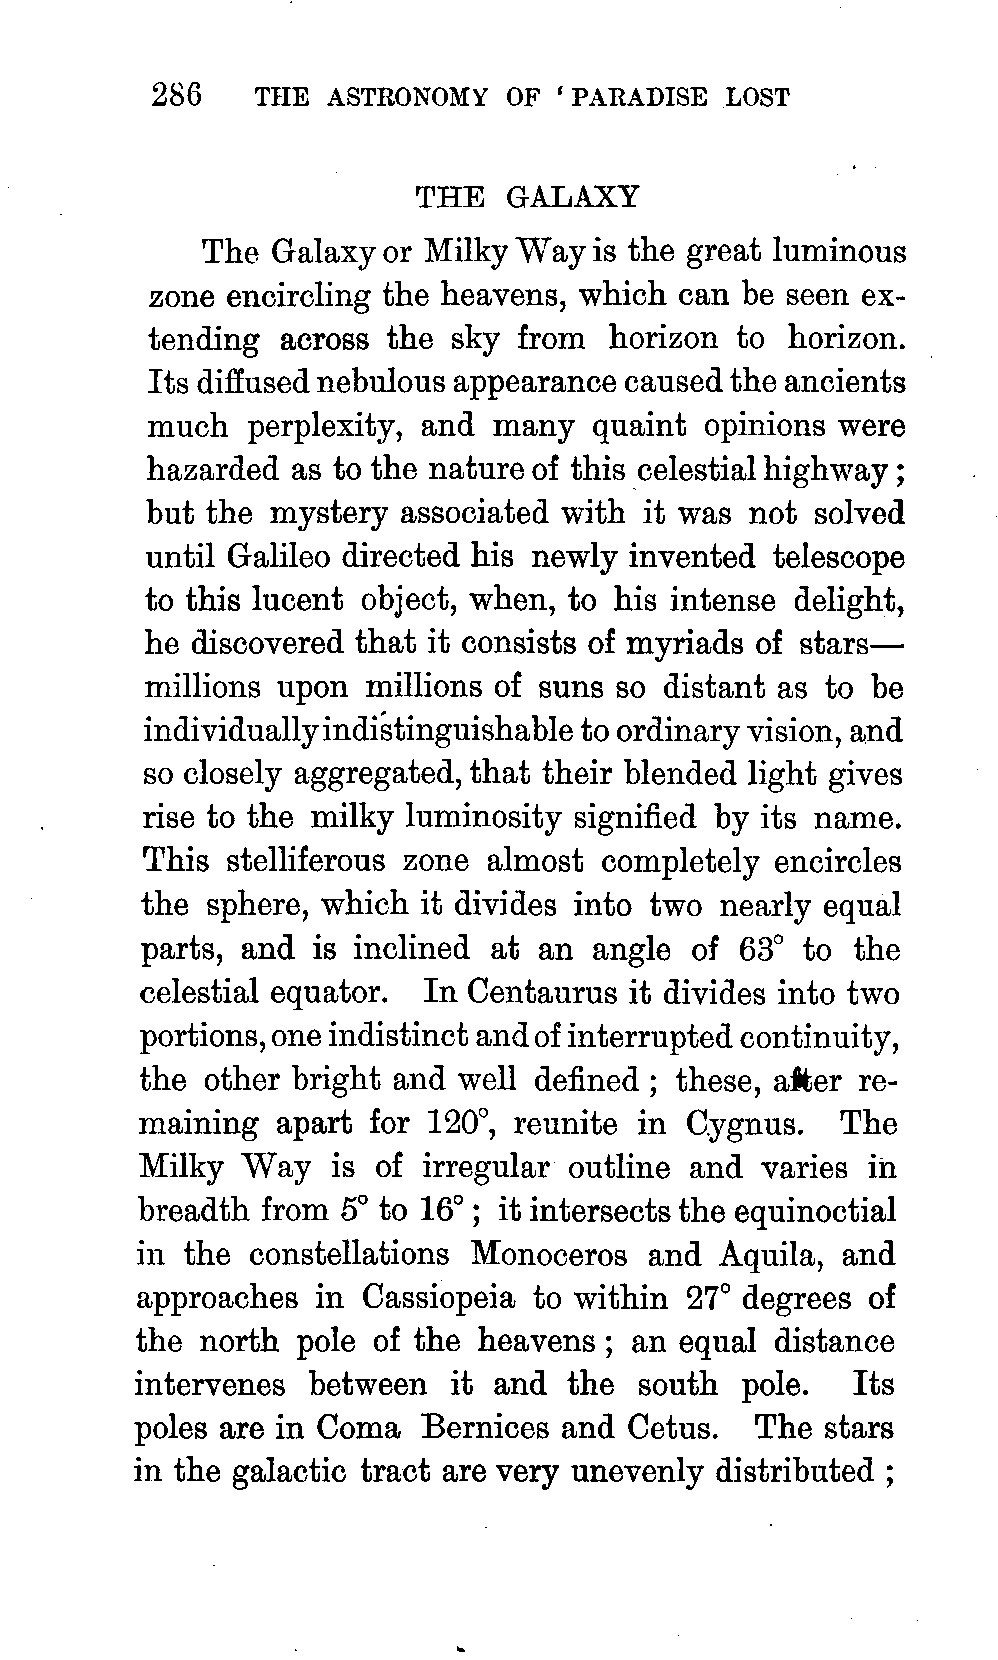 286 THE ASTRONOMY OF ' PARADISE LOST
THE GALAXY
The Galaxy or Milky Way is the great luminous
zone encircling the heavens, which can be seen ex-
tending across the sky from horizon to horizon.
Its diffused nebulous appearance caused the ancients
much perplexity, and many quaint opinions were
hazarded as to the nature of this celestial highway ;
but the mystery associated with it was not solved
until Galileo directed his newly invented telescope
to this lucent object, when, to his intense delight,
he discovered that it consists of myriads of stars—
millions upon millions of suns so distant as to be
individually indistinguishable to ordinary vision, and
so closely aggregated, that their blended light gives
rise to the milky luminosity signified by its name.
This stelliferous zone almost completely encircles
the sphere, which it divides into two nearly equal
parts, and is inclined at an angle of 63° to the
celestial equator. In Centaurus it divides into two
portions, one indistinct and of interrupted continuity,
the other bright and well defined ; these, after re-
maining apart for 120°, reunite in Cygnus. The
Milky Way is of irregular outline and varies in
breadth from 5° to 16° ; it intersects the equinoctial
in the constellations Monoceros and Aquila, and
approaches in Cassiopeia to within 27° degrees of
the north pole of the heavens ; an equal distance
intervenes between it and the south pole. Its
poles are in Coma Bernices and Cetus. The stars
in the galactic tract are very unevenly distributed ;